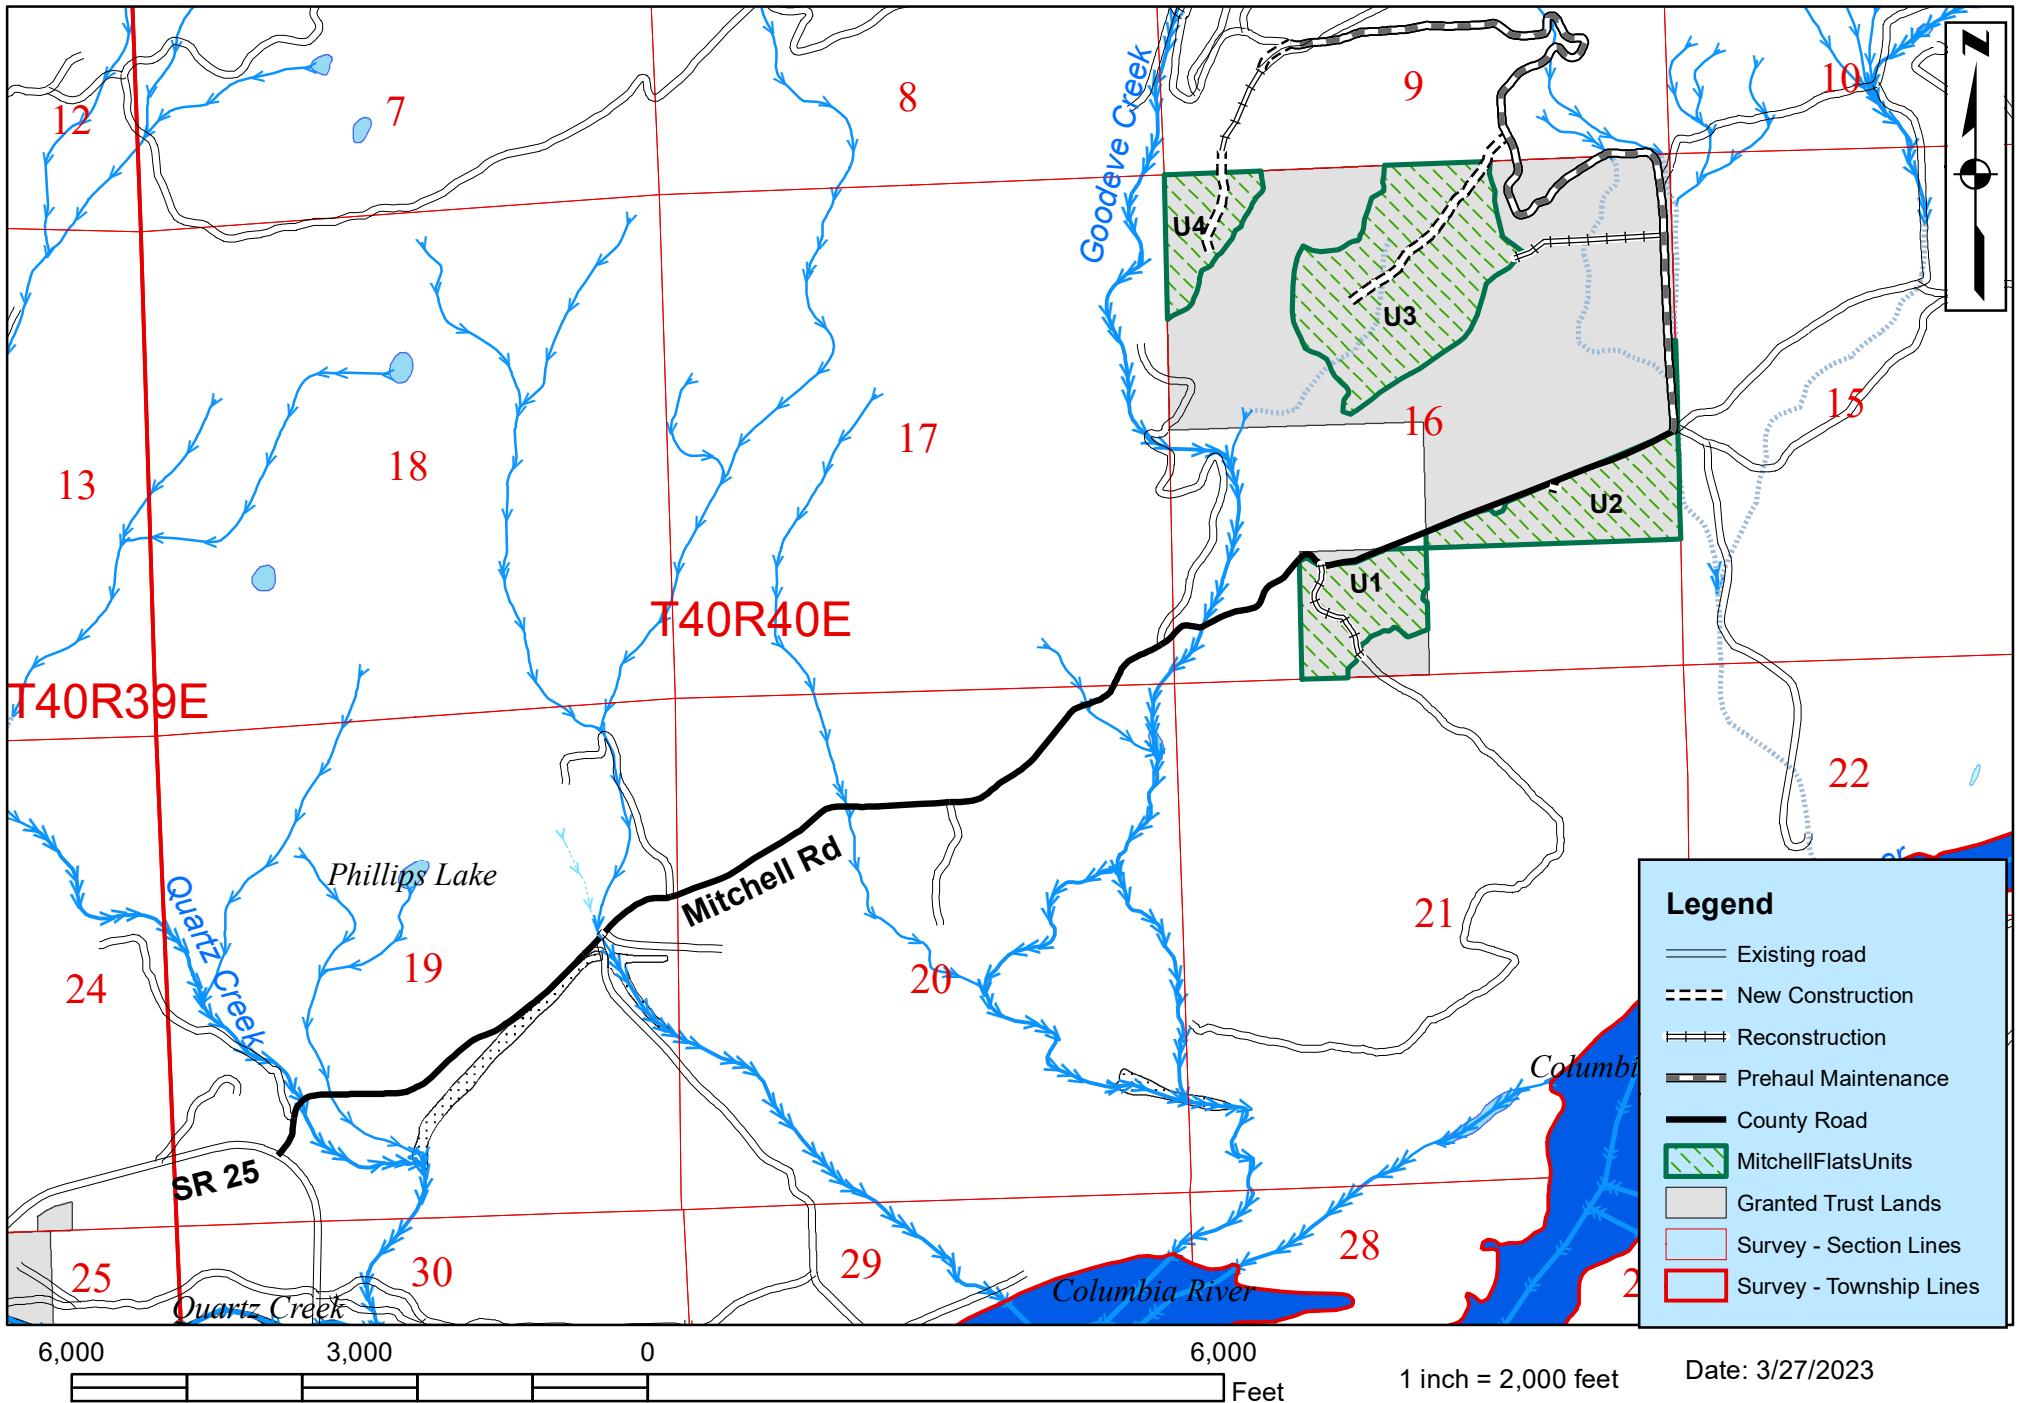 12
7
8
Goodeve Creek
9
10
N
U4
U3
13
18
17
16
15
U2
U1
T40R40E
T40R39E
22
Phillips Lake
Quartz Creek
Mitchell Rd
24
19
20
21
Columbi
er
SR 25
25
30
29
28
2
Quartz Creek
Columbia River
Legend
Existing road
New Construction
Reconstruction
Prehaul Maintenance
County Road
MitchellFlatsUnits
Granted Trust Lands
Survey - Section Lines
Survey - Township Lines
6,000 3,000 0 6,000
Feet
1 inch = 2,000 feet
Date: 3/27/2023